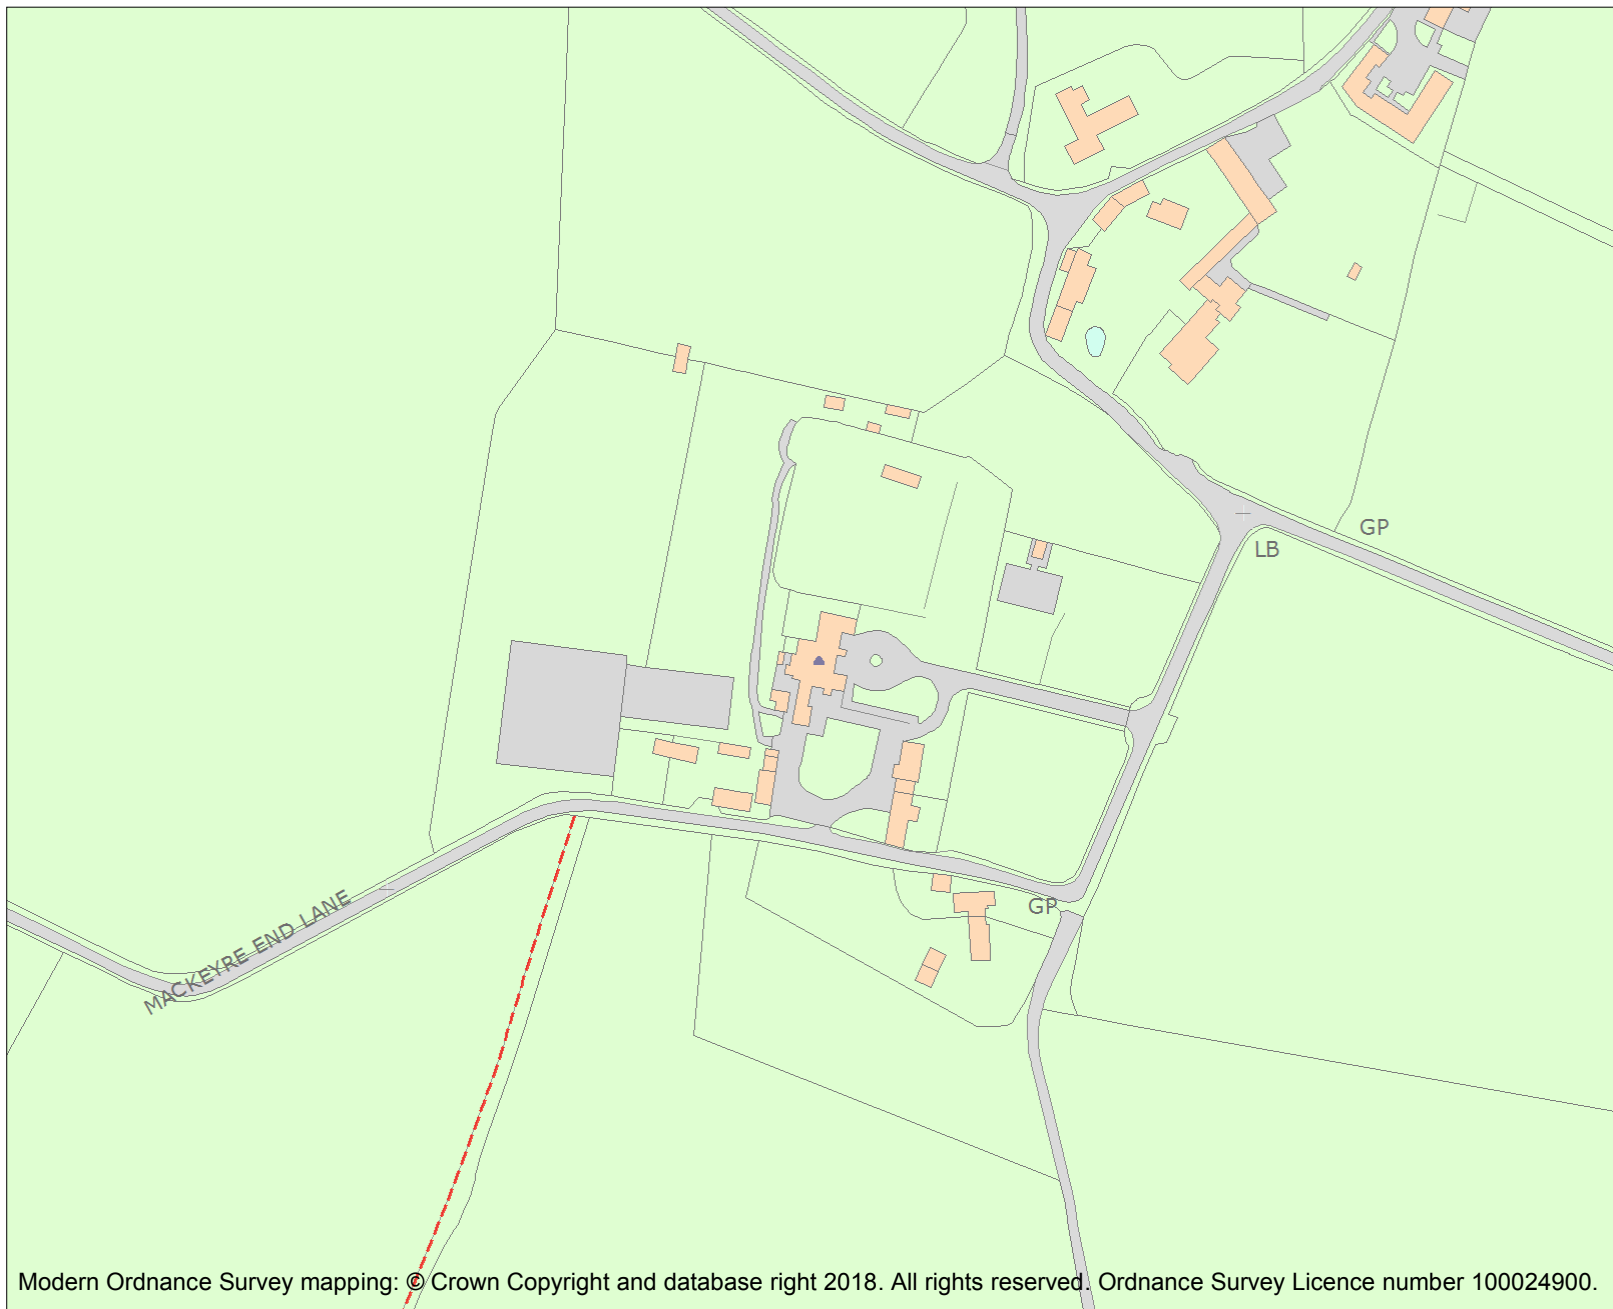 GP
LB
MACKEYRE END LANE
GP
Modern Ordnance Survey mapping: © Crown Copyright and database right 2018. All rights reserved. Ordnance Survey Licence number 100024900.